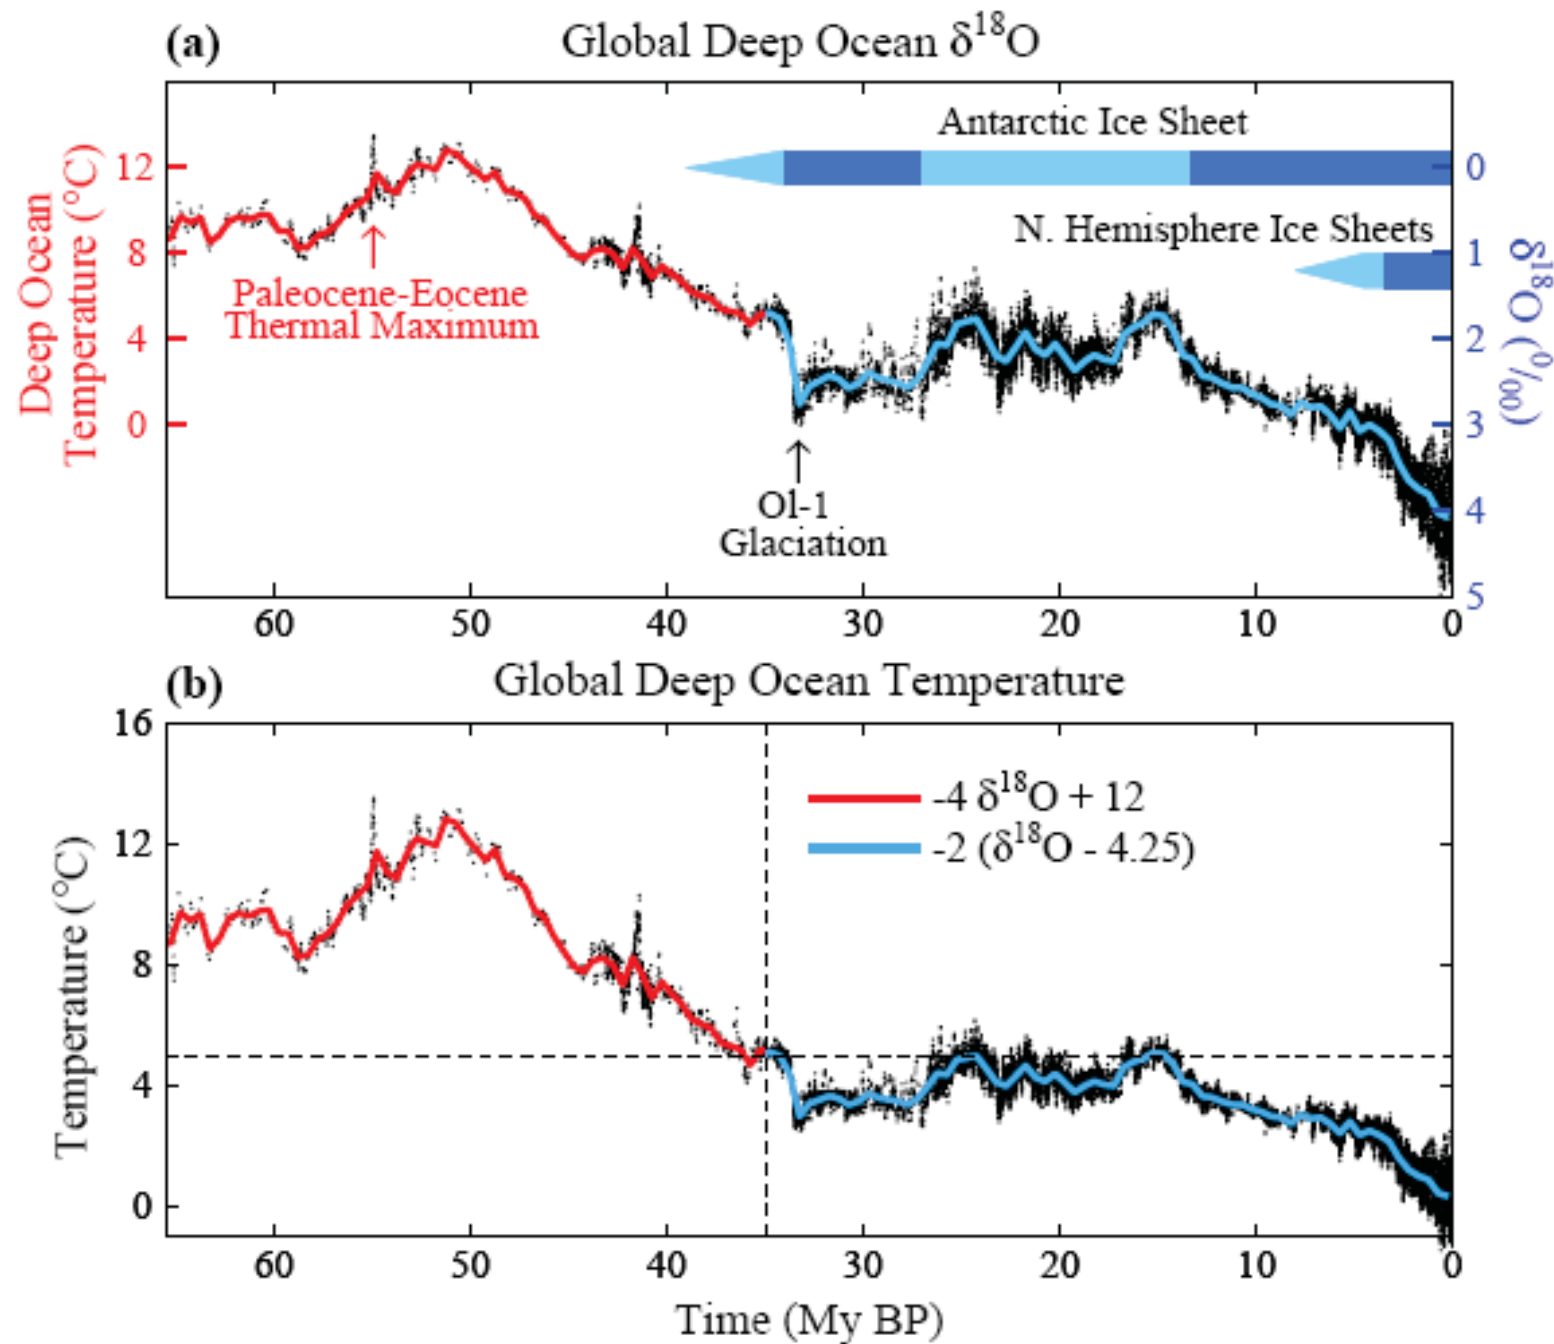 (a) Global Deep Ocean δ¹⁸O
Deep Ocean
Temperature (°C)
12
8
4
0
Antarctic Ice Sheet
N. Hemisphere Ice Sheets
Paleocene-Eocene
Thermal Maximum
Ol-1
Glaciation
0
1
2
3
4
5
δ¹⁸O (⁰/₀₀)
60 50 40 30 20 10 0
(b) Global Deep Ocean Temperature
Temperature (°C)
16
12
8
4
0
-4 δ¹⁸O + 12
-2 (δ¹⁸O - 4.25)
60 50 40 30 20 10 0
Time (My BP)